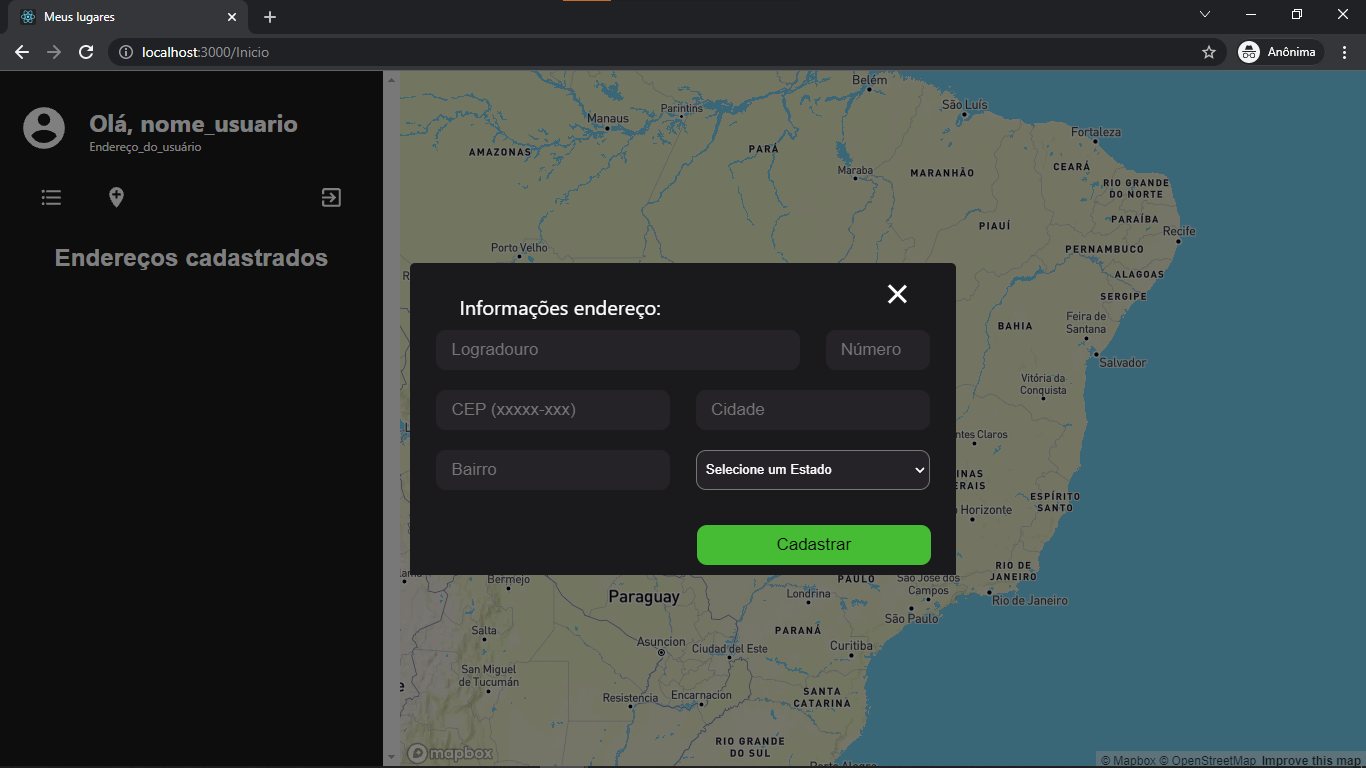 Meus lugares
localhost:3000/Inicio
Anônima
Olá, nome_usuario
Endereço_do_usuário
Endereços cadastrados
Informações endereço:
Logradouro
Número
CEP (xxxxx-xxx)
Cidade
Bairro
Selecione um Estado
Cadastrar
Belém
São Luís
Parintins
Manaus
Fortaleza
AMAZONAS
PARÁ
Maraba
MARANHÃO
CEARÁ
RIO GRANDE
DO NORTE
PARAÍBA
PIAUÍ
Recife
Porto Velho
PERNAMBUCO
R
ALAGOAS
SERGIPE
Feira de
Santana
BAHIA
Salvador
Vitória da
Conquista
L
ntes Claros
INAS
ERAIS
ESPÍRITO
SANTO
Horizonte
RIO DE
JANEIRO
Bermejo
PAULO
São José dos
Campos
Paraguay
Londrina
Rio de Janeiro
São Paulo
Salta
PARANÁ
Asuncion
Ciudad del Este
Curitiba
San Miguel
de Tucumán
e
Resistencia
Encarnacion
SANTA
CATARINA
RIO GRANDE
DO SUL
mapbox
© Mapbox © OpenStreetMap Improve this map